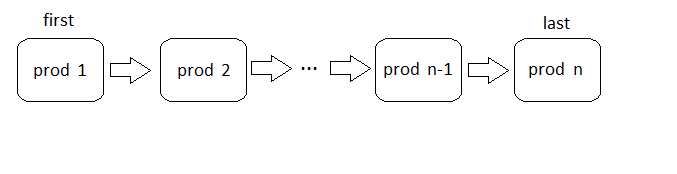 first
last
prod 1
prod 2
...
prod n-1
prod n